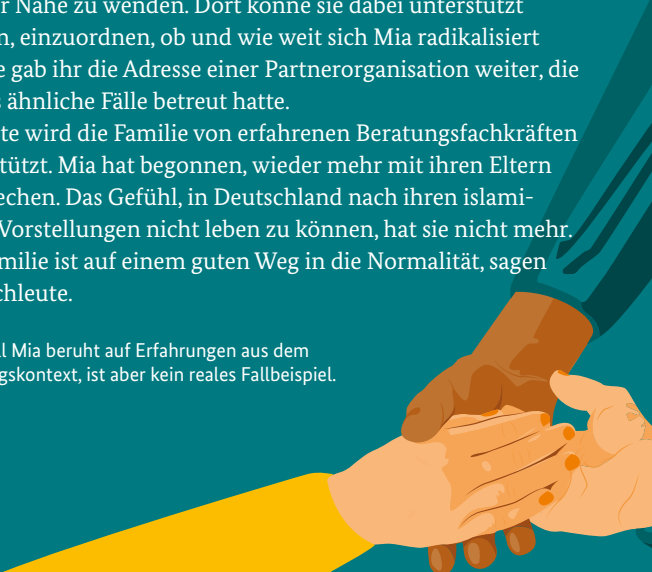 r Nähe zu wenden. Dort könne sie dabei unterstützt
n, einzuordnen, ob und wie weit sich Mia radikalisiert
e gab ihr die Adresse einer Partnerorganisation weiter, die
s ähnliche Fälle betreut hatte.
te wird die Familie von erfahrenen Beratungsfachkräften
stützt. Mia hat begonnen, wieder mehr mit ihren Eltern
echen. Das Gefühl, in Deutschland nach ihren islami-
Vorstellungen nicht leben zu können, hat sie nicht mehr.
milie ist auf einem guten Weg in die Normalität, sagen
chleute.
ll Mia beruht auf Erfahrungen aus dem
gskontext, ist aber kein reales Fallbeispiel.